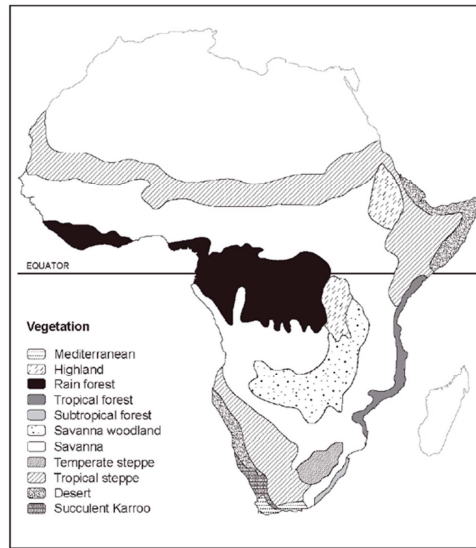 EQUATOR
Vegetation
Mediterranean
Highland
Rain forest
Tropical forest
Subtropical forest
Savanna woodland
Savanna
Temperate steppe
Tropical steppe
Desert
Succulent Karroo